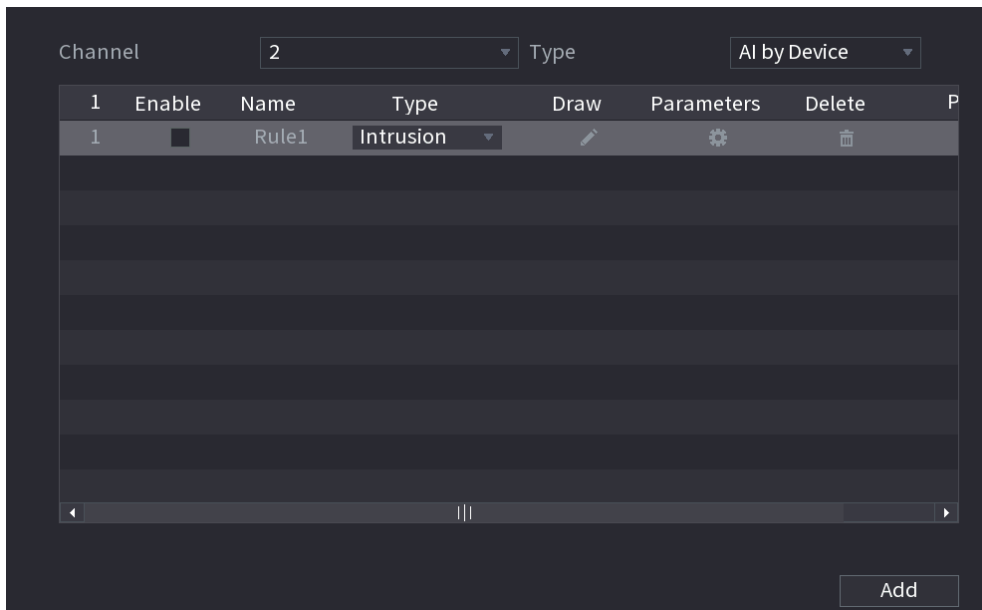 Channel 2 Type AI by Device
1 Enable Name Type Draw Parameters Delete P
1 Rule1 Intrusion
Add